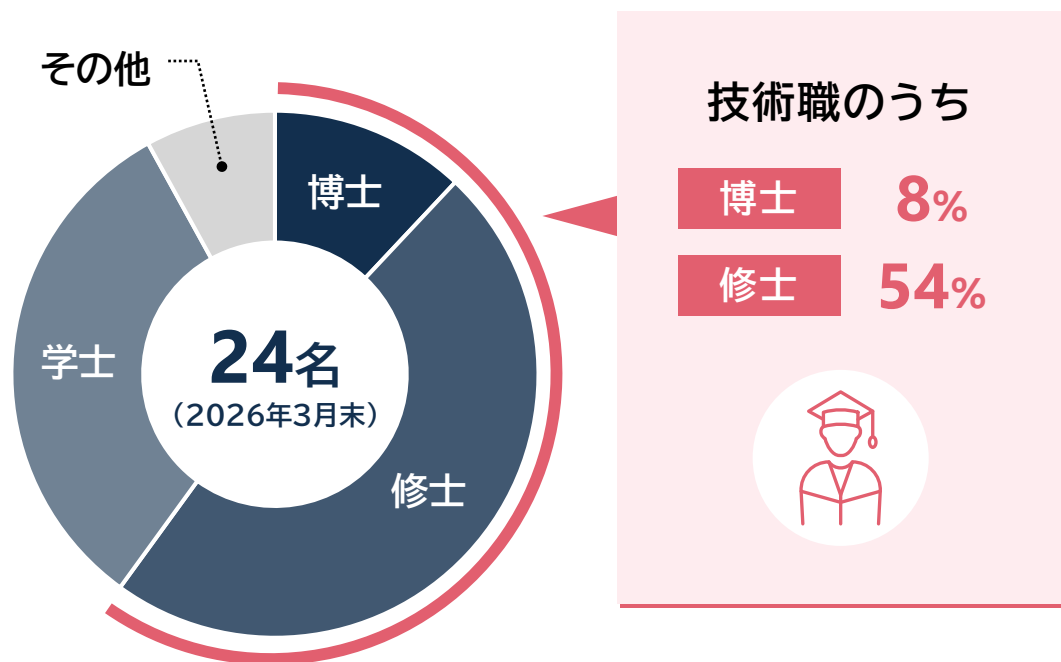 その他
博士
学士
24名
（2026年3月末）
修士
技術職のうち
博士 8%
修士 54%